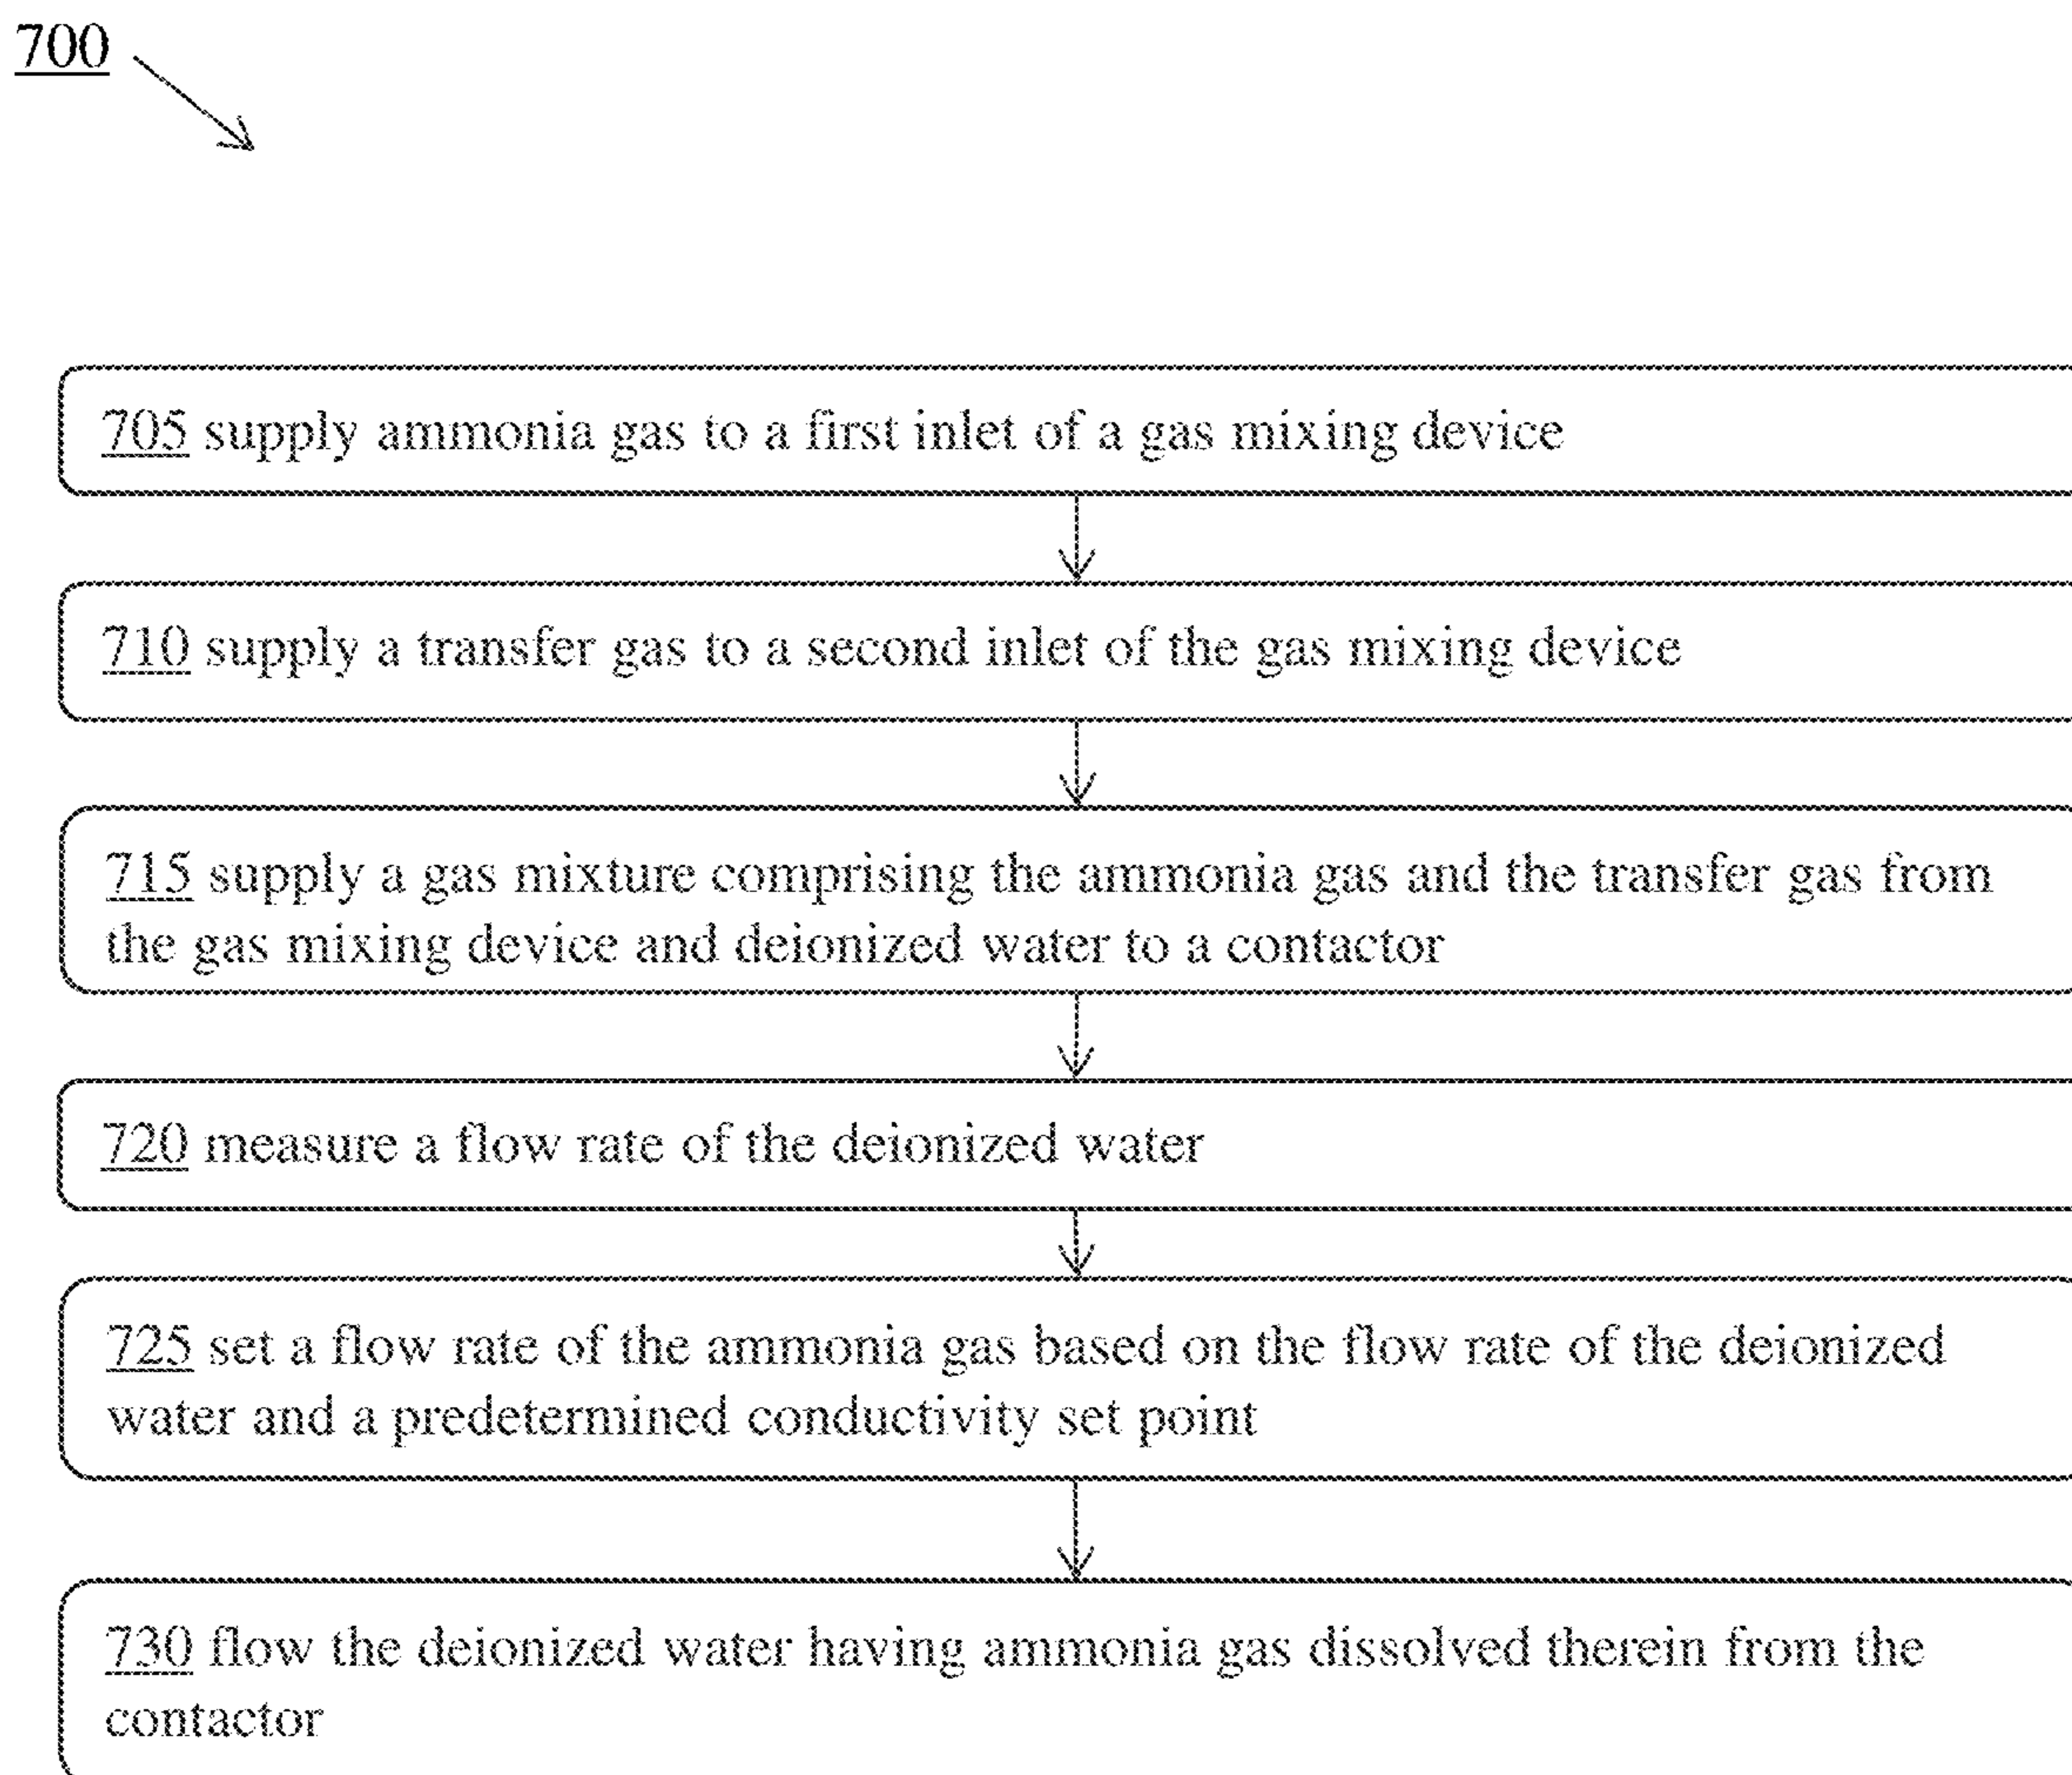 700
705 supply ammonia gas to a first inlet of a gas mixing device
710 supply a transfer gas to a second inlet of the gas mixing device
715 supply a gas mixture comprising the ammonia gas and the transfer gas from
the gas mixing device and deionized water to a contactor
720 measure a flow rate of the deionized water
725 set a flow rate of the ammonia gas based on the flow rate of the deionized
water and a predetermined conductivity set point
730 flow the deionized water having ammonia gas dissolved therein from the
contactor